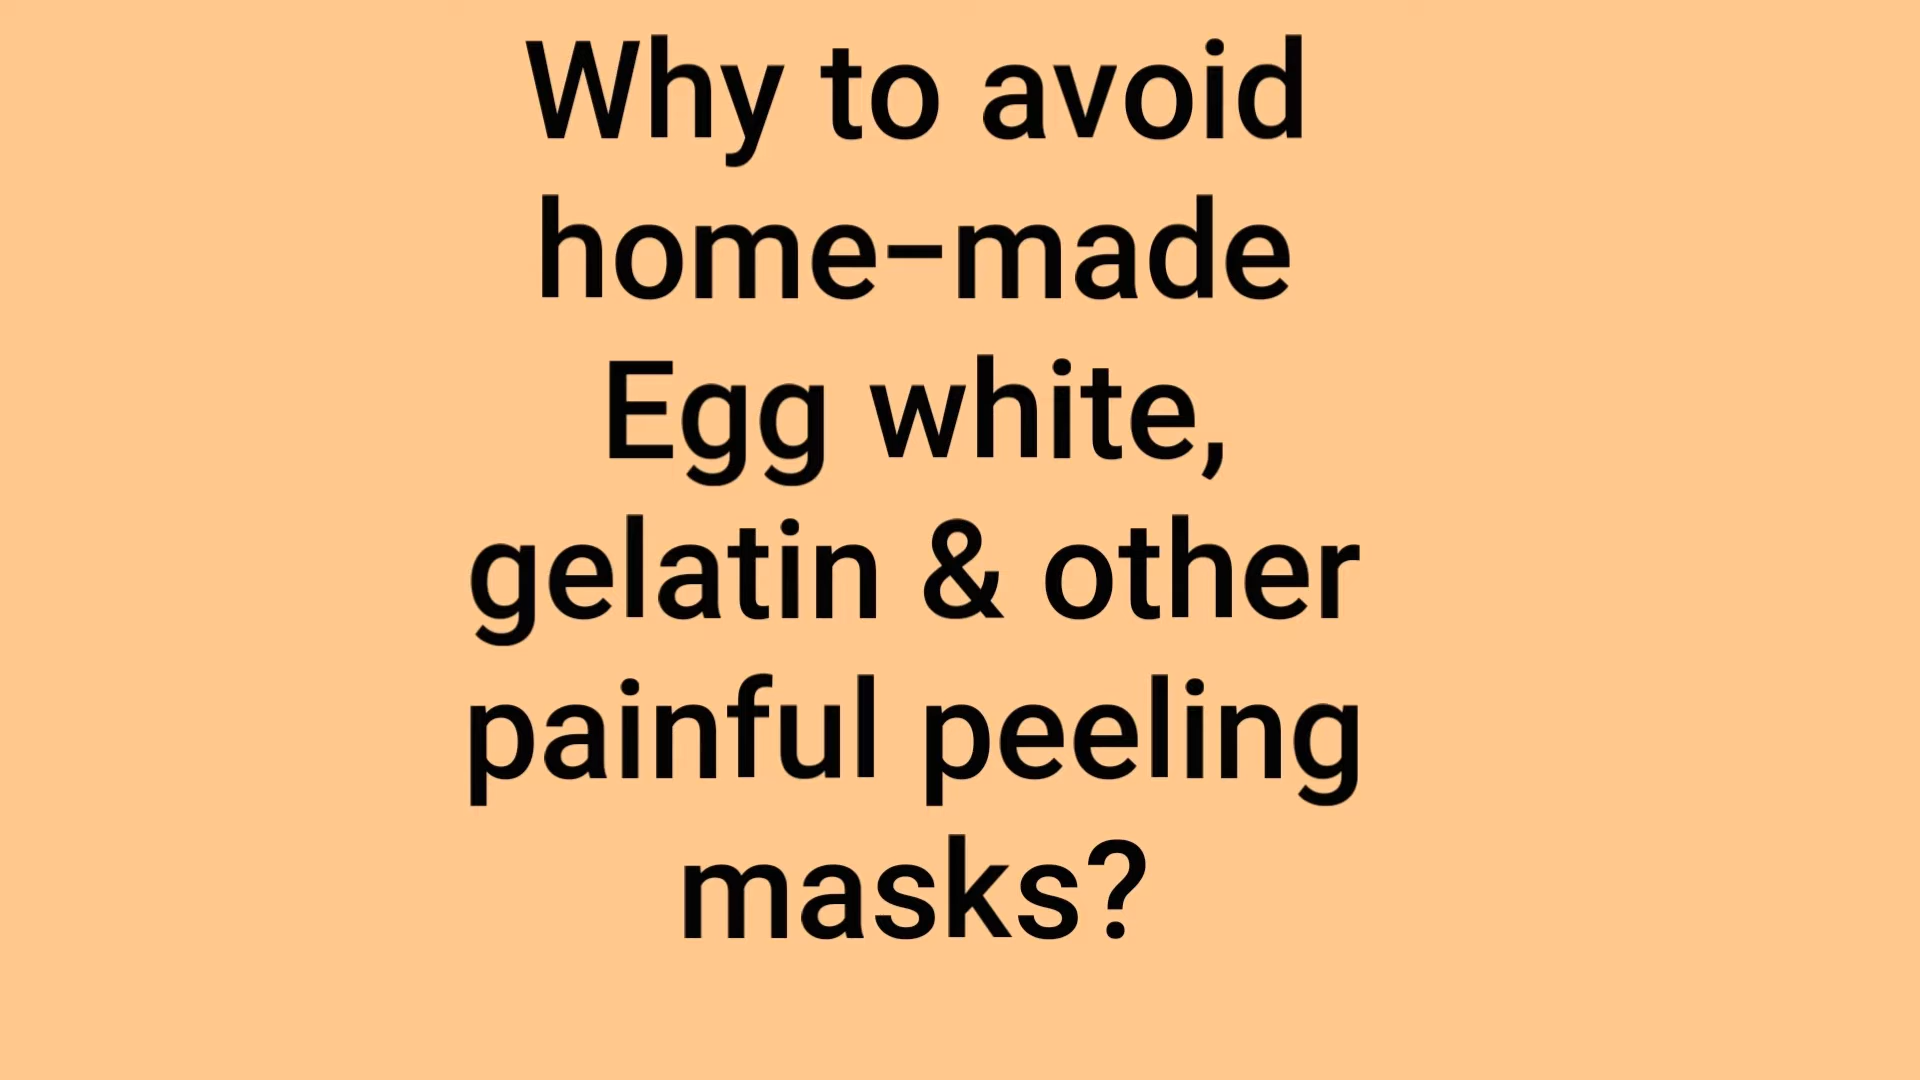 Why to avoid
home-made
Egg white,
gelatin & other
painful peeling
masks?